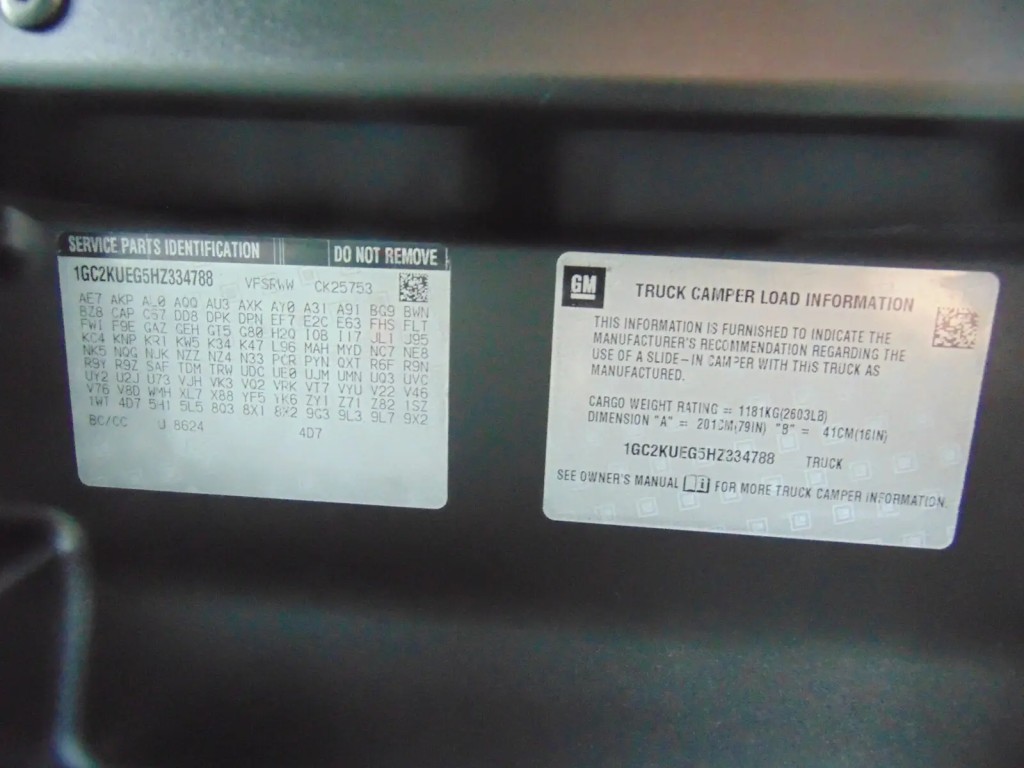 SERVICE PARTS IDENTIFICATION DO NOT REMOVE
1GC2KUEG5HZ334788 VFSRWW CK25753
AE7 AKP AL0 AQQ AU3 AXK AY0 A31 A91 BG9 BWN
BZ8 CAP C57 DD8 DPK DPN EF7 E2C E63 FHS FLT
FWI F9E GAZ GEH GT5 G80 H2Q IO8 I17 JL1 J95
KC4 KNP KR1 KW5 K34 K47 L96 MAH MYD NC7 NE8
NK5 NQG NJK NZZ NZ4 N33 PCR PYN QXT R6F R9N
R9Y R9Z SAF TDM TRW UDC UE0 UJM UMN UQ3 UVC
UY2 U2J U73 VJH VK3 VQ2 VRK VT7 VYU V22 V46
V76 V8D WMH XL7 X88 YF5 YK6 ZY1 Z71 Z82 1SZ
1WT 4D7 5H1 5L5 8Q3 8X1 8X2 9G3 9L3 9L7 9X2
BC/CC U 8624
4D7
GM TRUCK CAMPER LOAD INFORMATION
THIS INFORMATION IS FURNISHED TO INDICATE THE
MANUFACTURER'S RECOMMENDATION REGARDING THE
USE OF A SLIDE-IN CAMPER WITH THIS TRUCK AS
MANUFACTURED.
CARGO WEIGHT RATING = 1181KG(2603LB)
DIMENSION "A" = 201CM(79IN) "B" = 41CM(16IN)
1GC2KUEG5HZ334788 TRUCK
SEE OWNER'S MANUAL FOR MORE TRUCK CAMPER INFORMATION.